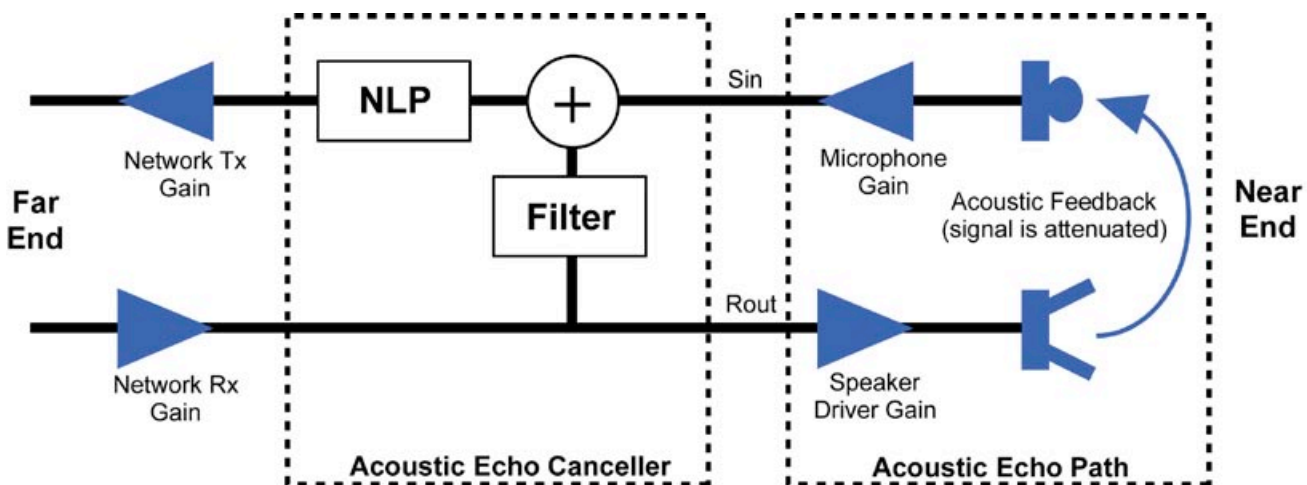 NLP
+
Sin
Network Tx
Gain
Microphone
Gain
Far
End
Filter
Acoustic Feedback
(signal is attenuated)
Near
End
Rout
Network Rx
Gain
Speaker
Driver Gain
Acoustic Echo Canceller
Acoustic Echo Path